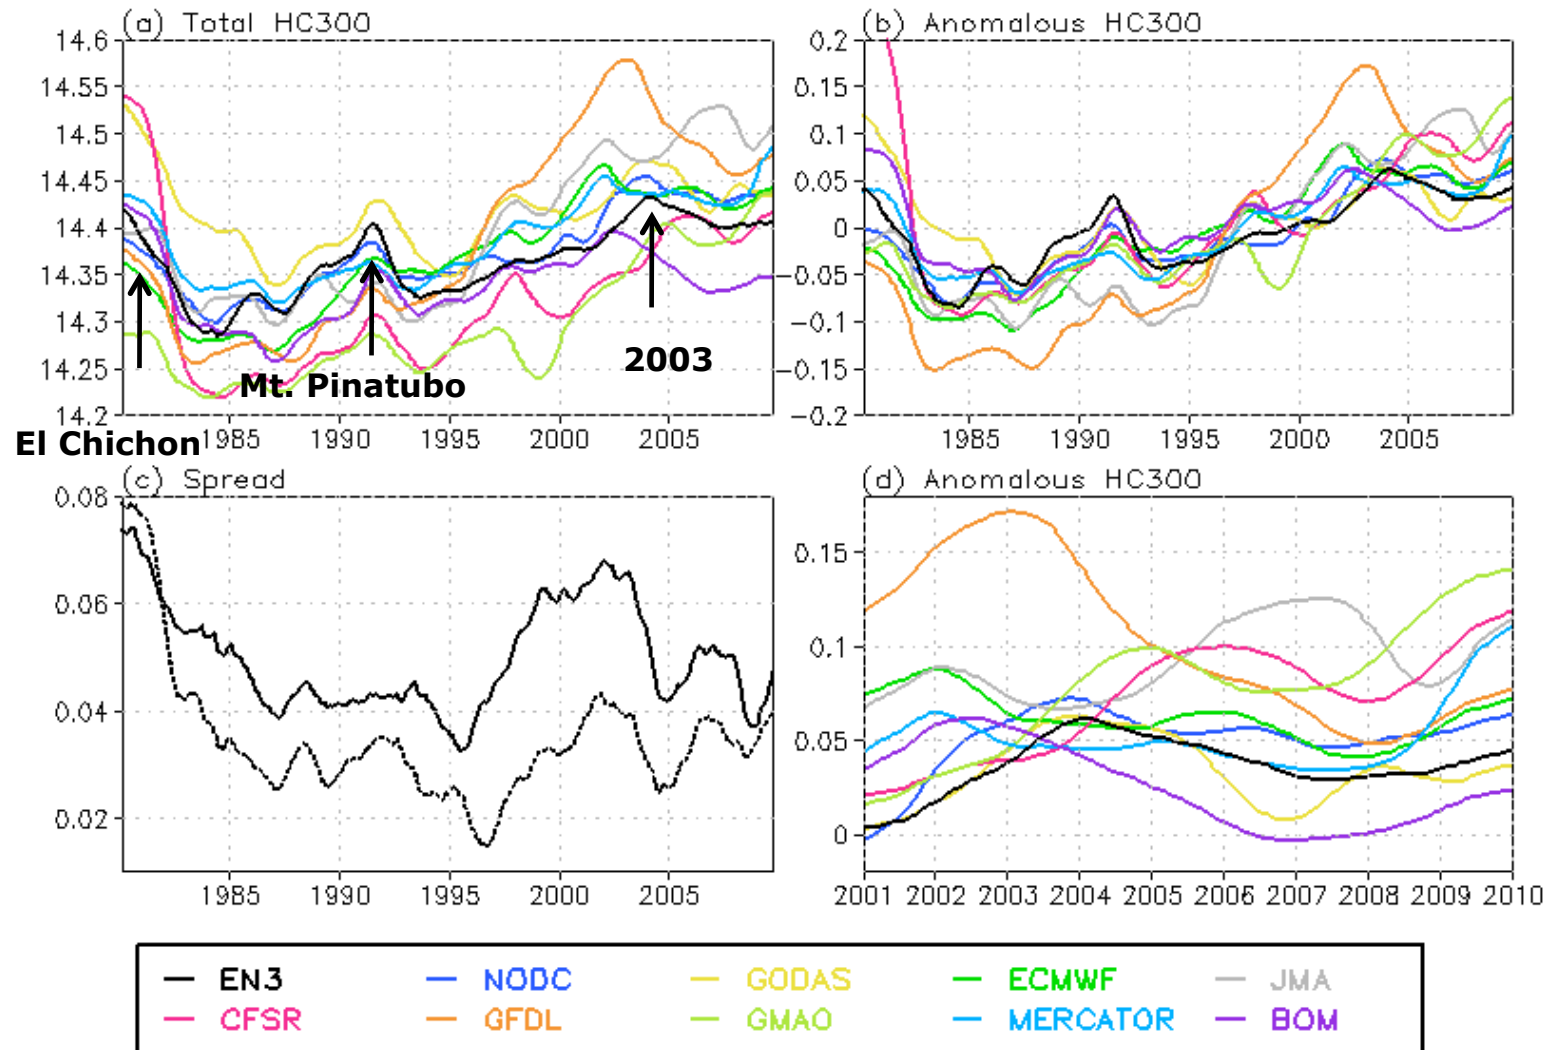 (a) Total HC300
14.6
14.55
14.5
14.45
14.4
14.35
14.3
14.25
14.2
1985 1990 1995 2000 2005
El Chichon
Mt. Pinatubo
2003
(b) Anomalous HC300
0.2
0.15
0.1
0.05
0
-0.05
-0.1
-0.15
-0.2
1985 1990 1995 2000 2005
(c) Spread
0.08
0.06
0.04
0.02
1985 1990 1995 2000 2005
(d) Anomalous HC300
0.15
0.1
0.05
0
2001 2002 2003 2004 2005 2006 2007 2008 2009 2010
EN3 NODC GODAS ECMWF JMA
CFSR GFDL GMAO MERCATOR BOM